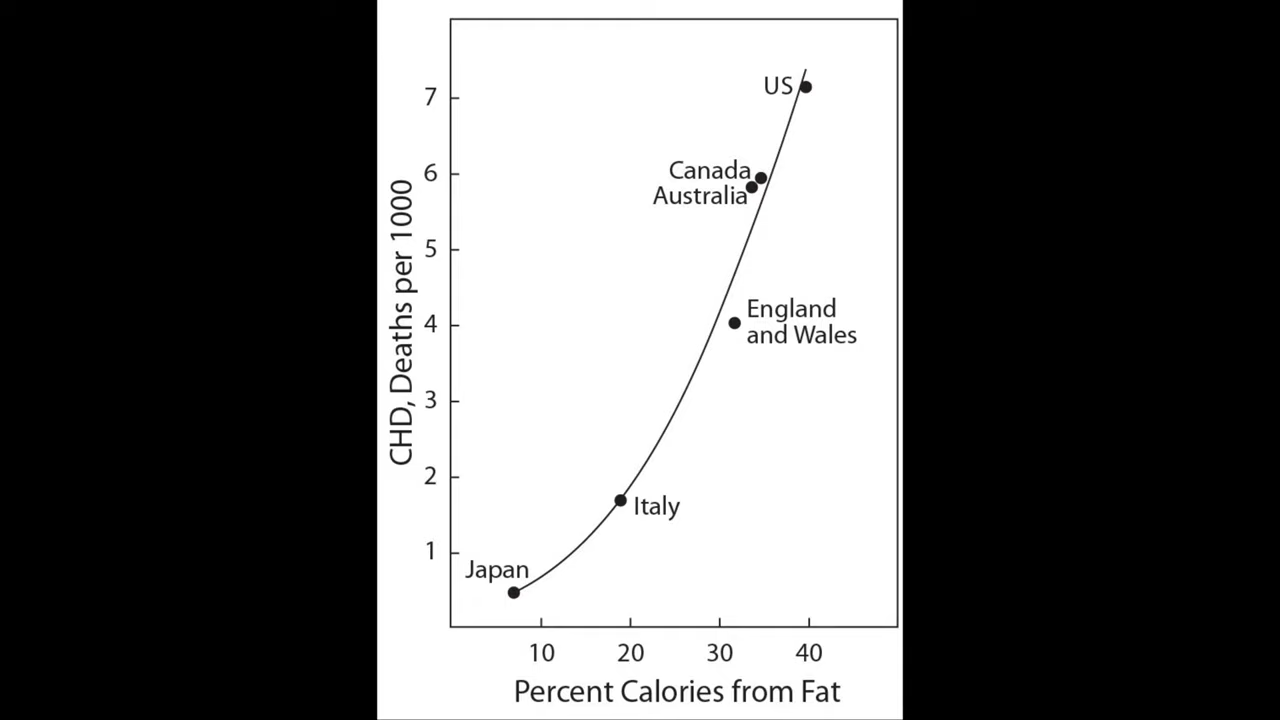 US
7
Canada
6
Australia
5
CHD, Deaths per 1000
England
and Wales
4
3
2
Italy
1
Japan
10 20 30 40
Percent Calories from Fat